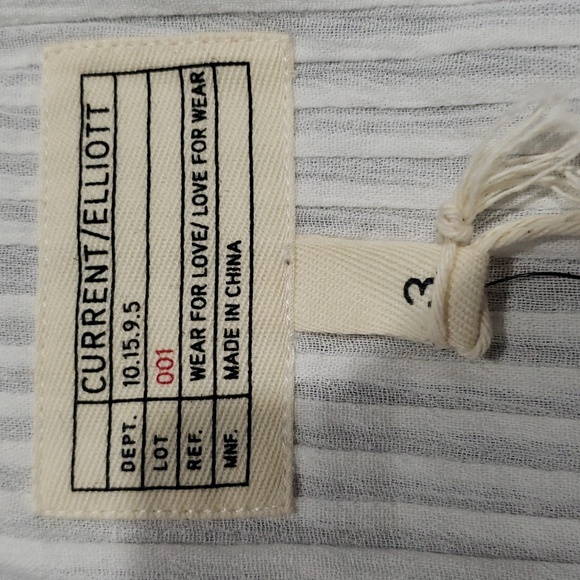 CURRENT/ELLIOTT
DEPT. 10.15.9.5
LOT 001
REF. WEAR FOR LOVE/ LOVE FOR WEAR
MNF. MADE IN CHINA
3